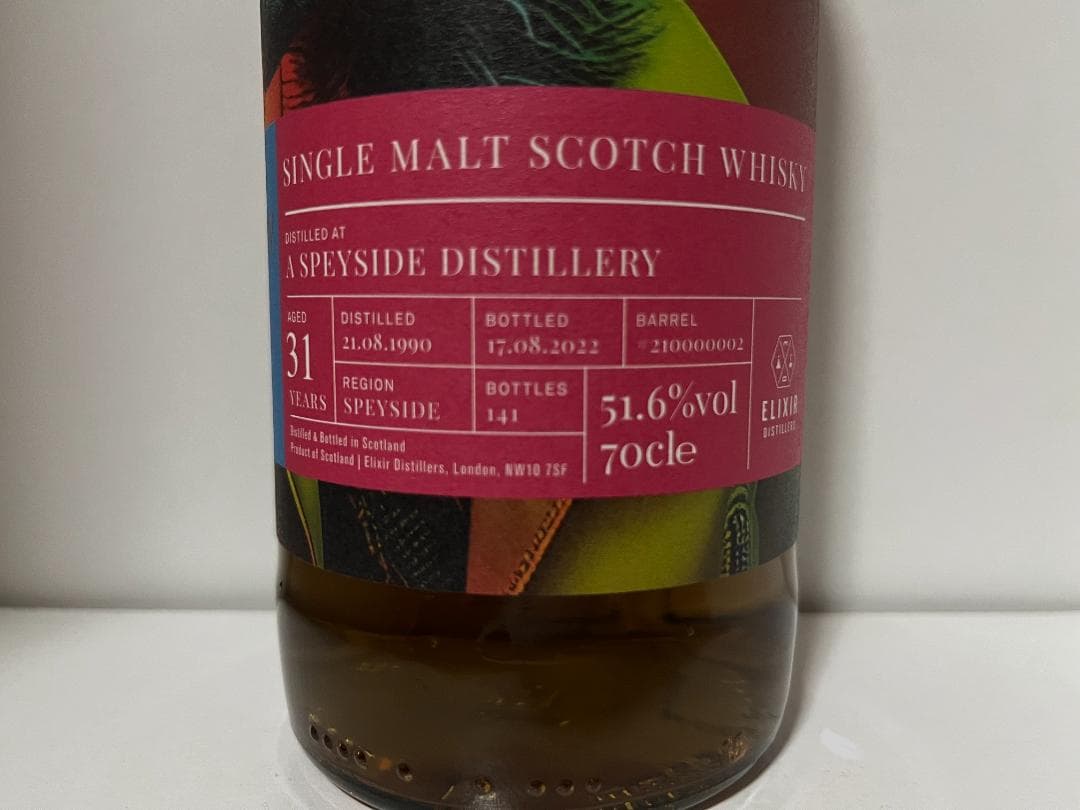 SINGLE MALT SCOTCH WHISKY
DISTILLED AT
A SPEYSIDE DISTILLERY
AGED
31
YEARS
DISTILLED
21.08.1990
BOTTLED
17.08.2022
BARREL
#210000002
REGION
SPEYSIDE
BOTTLES
141
51.6%vol
70cle
ELIXIR
DISTILLERS
Distilled & Bottled in Scotland
Product of Scotland | Elixir Distillers, London, NW10 7SF